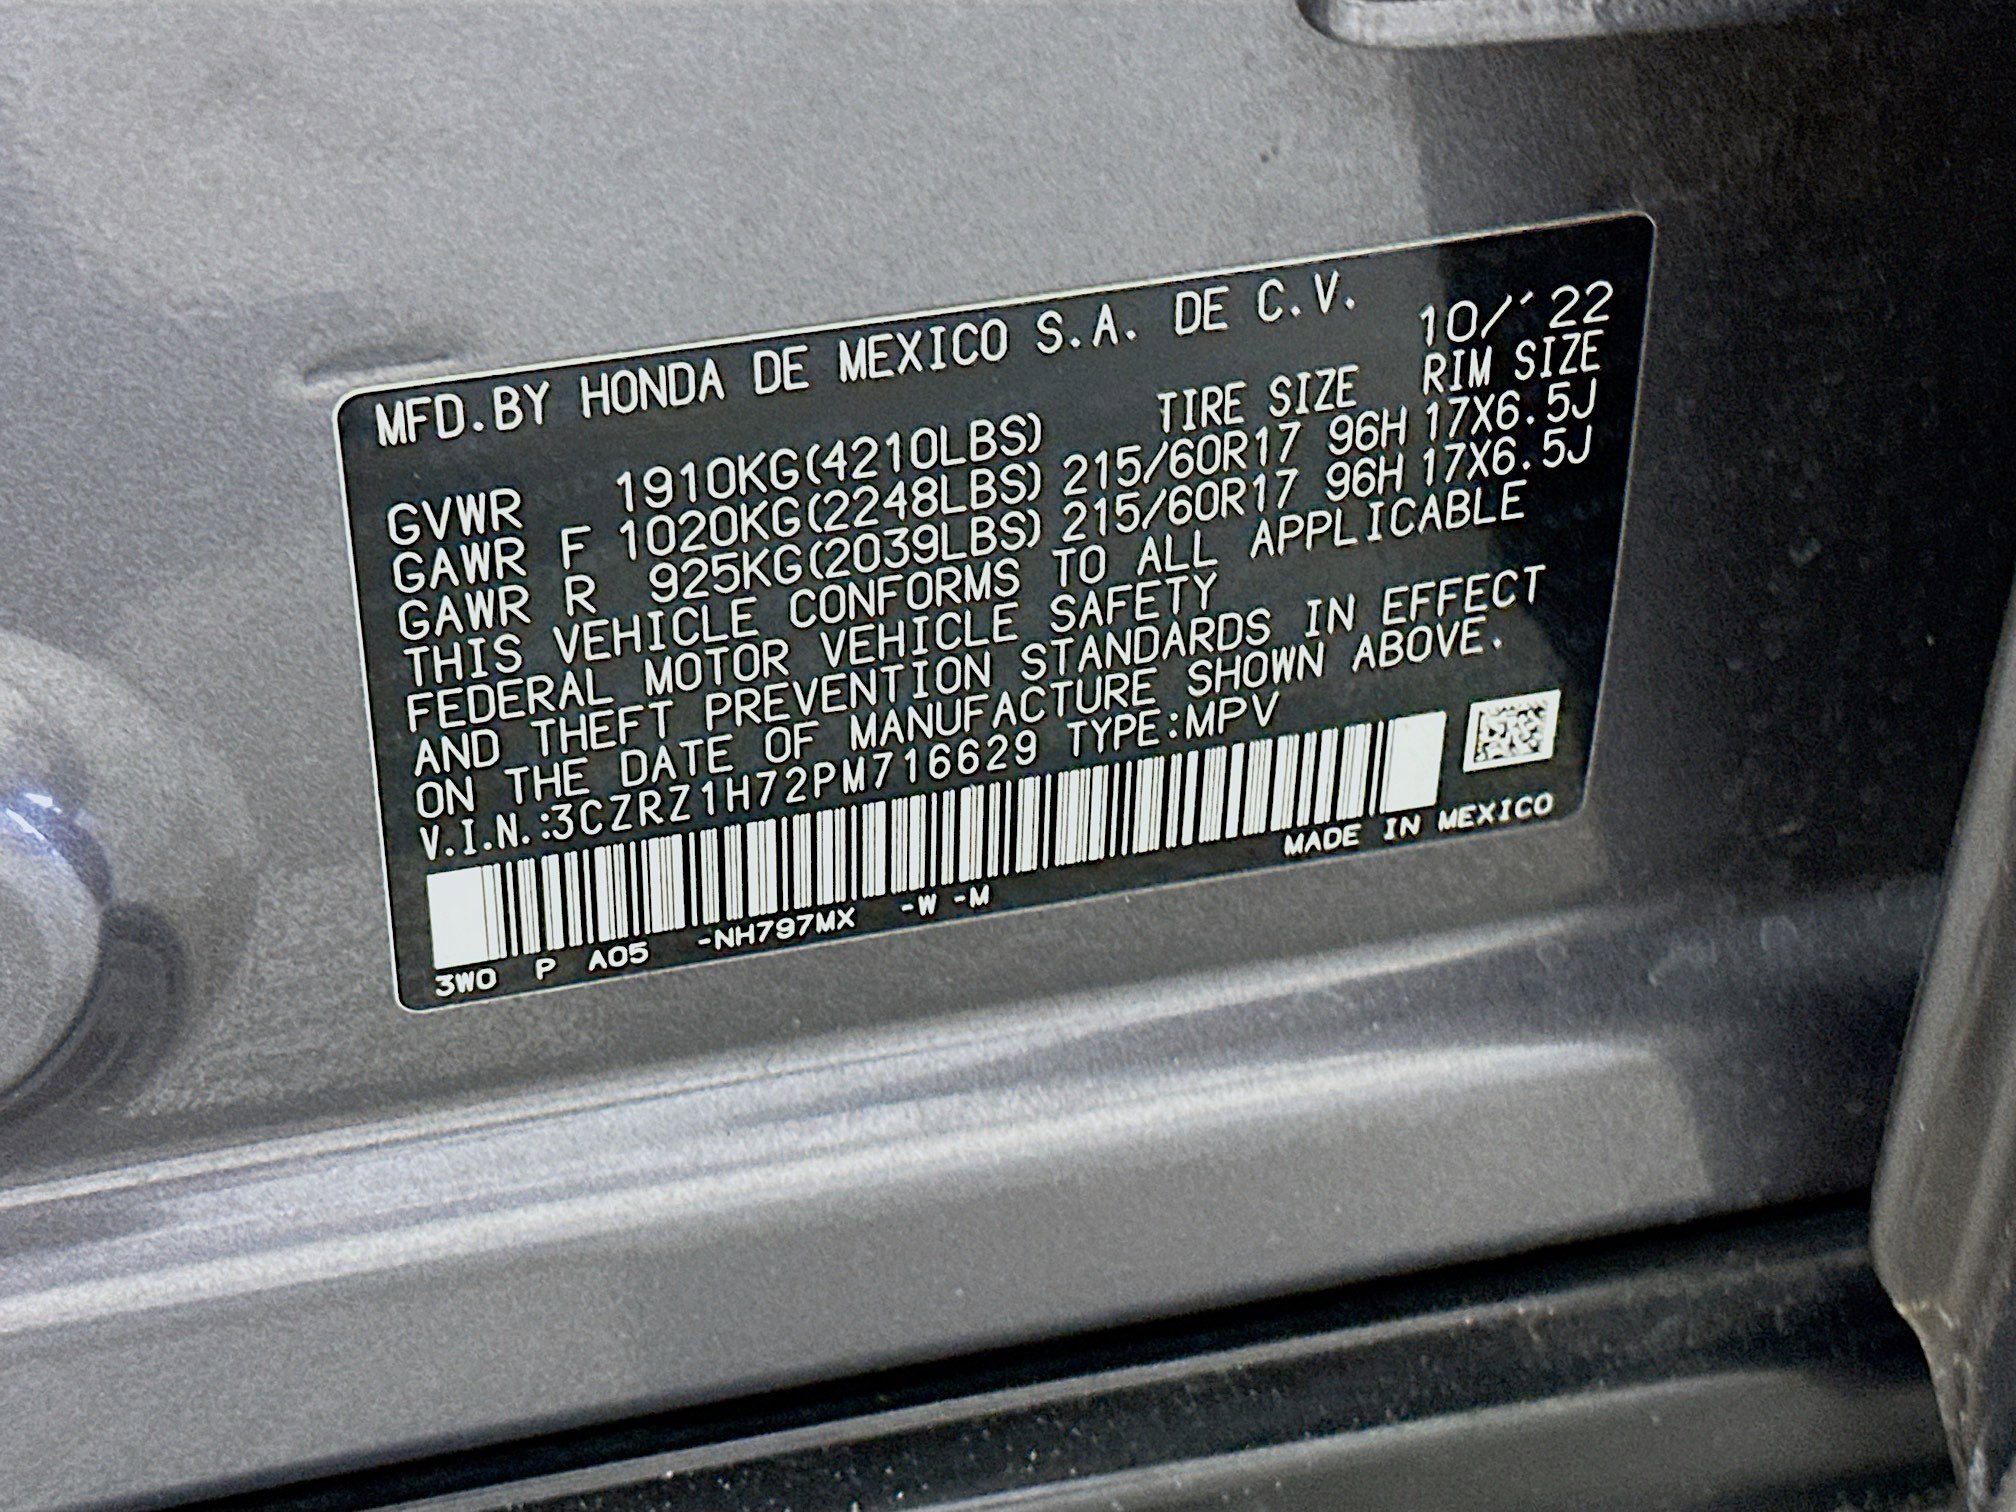 MFD.BY HONDA DE MEXICO S.A. DE C.V. 10/'22
TIRE SIZE RIM SIZE
GVWR 1910KG(4210LBS)
GAWR F 1020KG(2248LBS) 215/60R17 96H 17X6.5J
GAWR R 925KG(2039LBS) 215/60R17 96H 17X6.5J
THIS VEHICLE CONFORMS TO ALL APPLICABLE
FEDERAL MOTOR VEHICLE SAFETY
AND THEFT PREVENTION STANDARDS IN EFFECT
ON THE DATE OF MANUFACTURE SHOWN ABOVE.
V.I.N.:3CZRZ1H72PM716629 TYPE:MPV
MADE IN MEXICO
3W0 P A05 -NH797MX -W -M